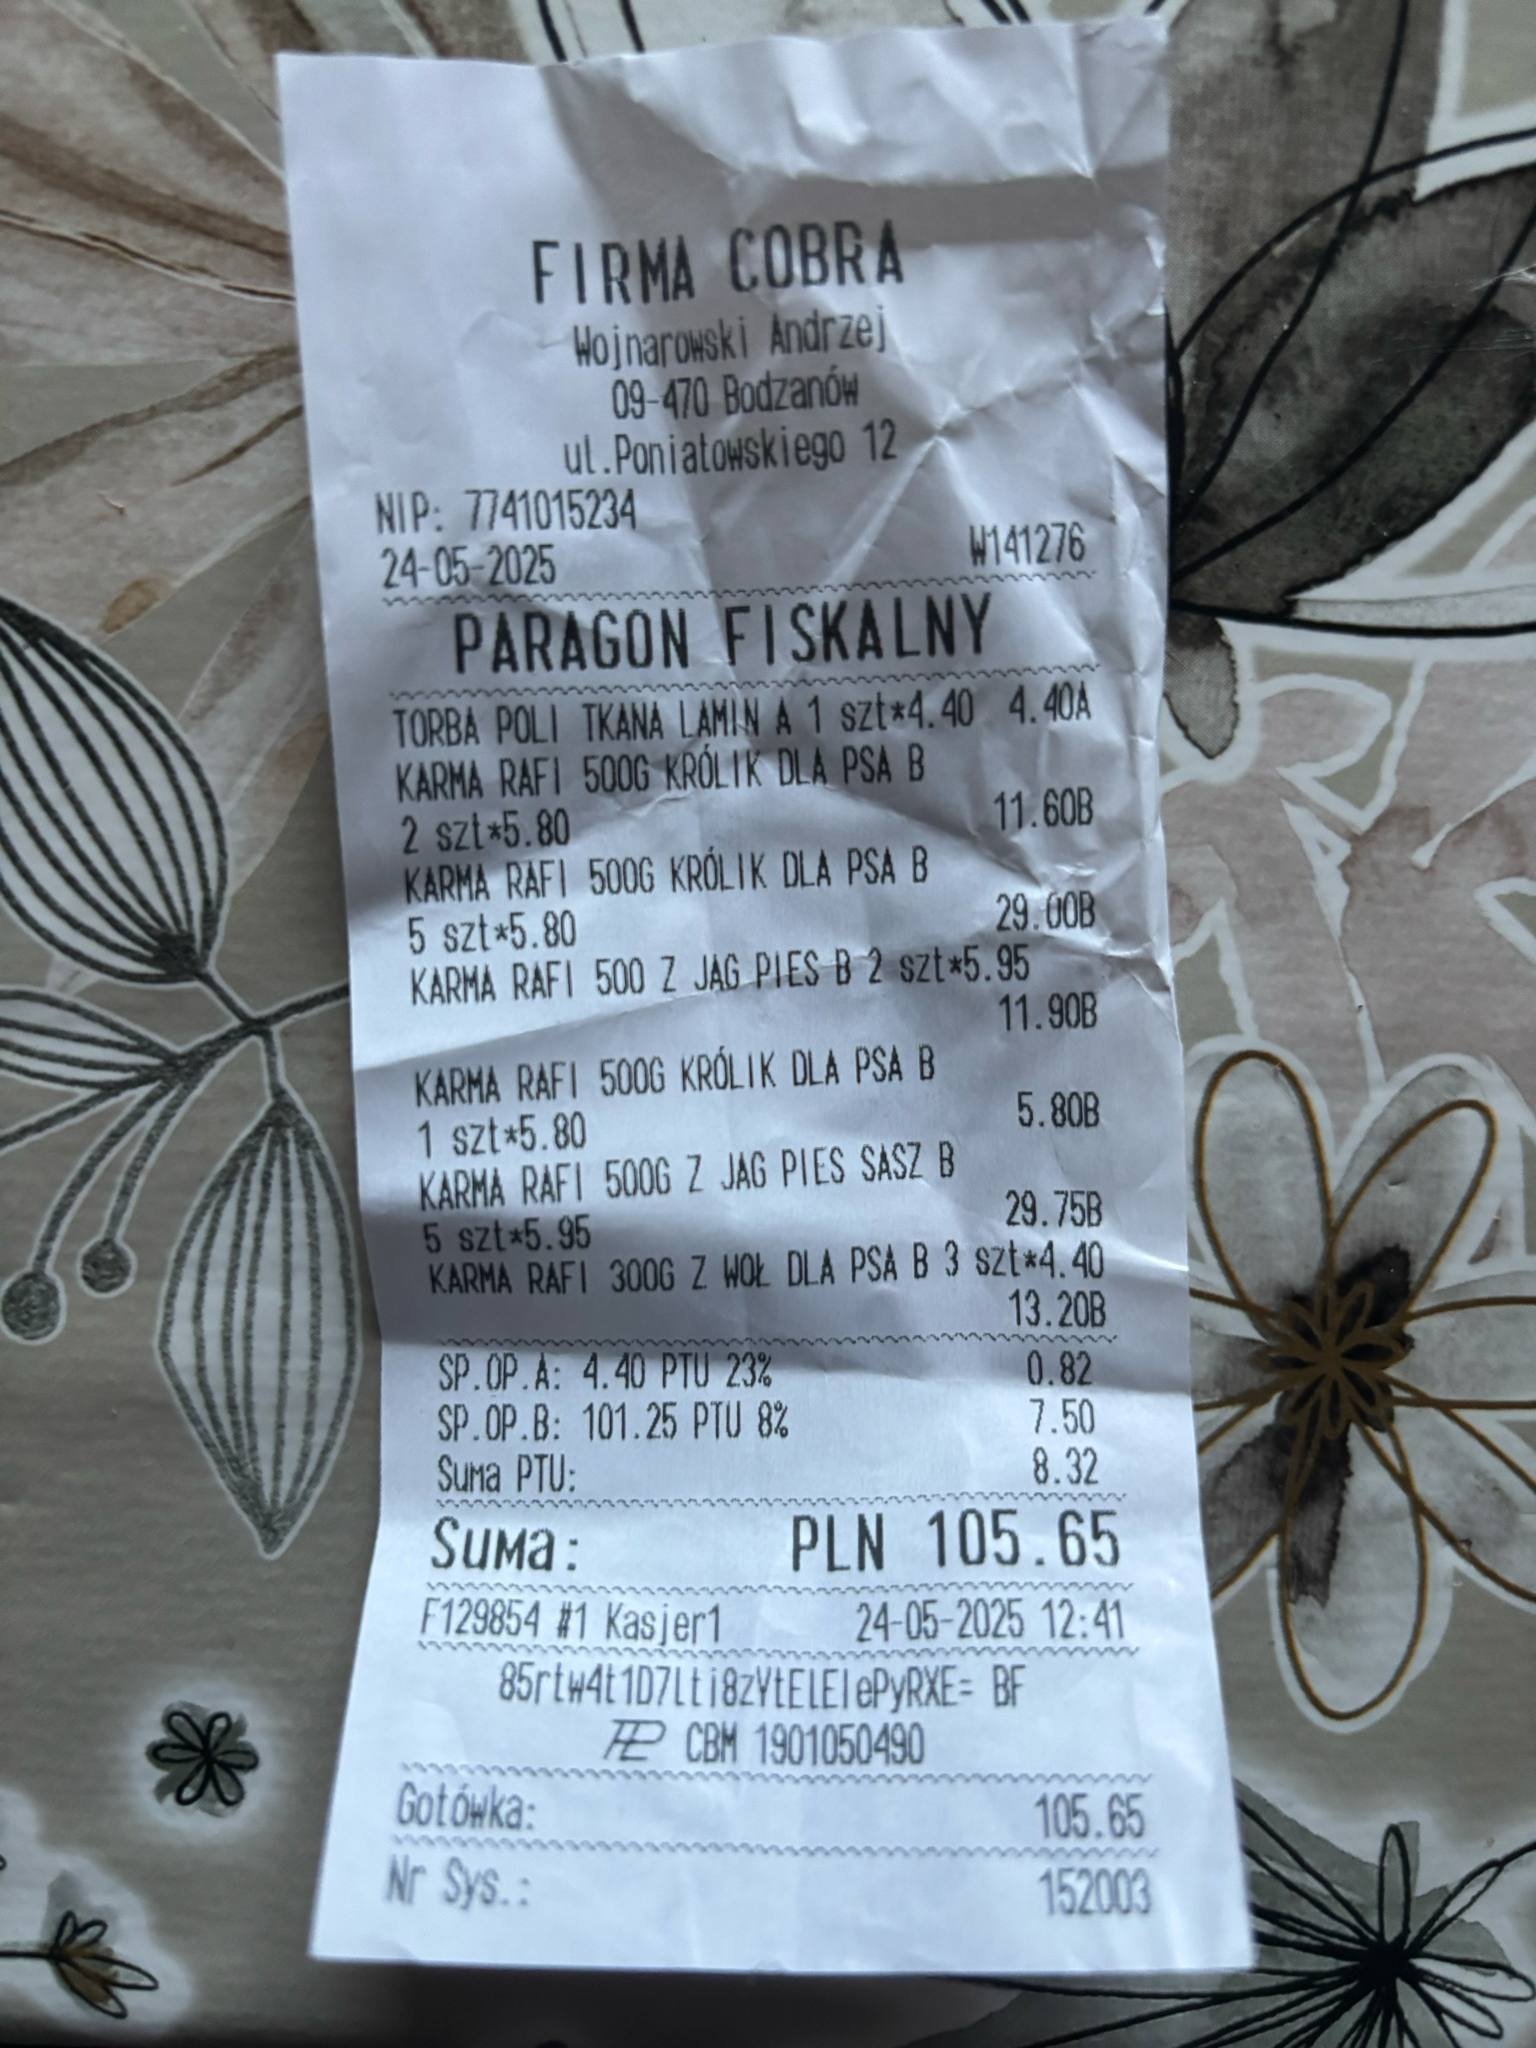 FIRMA COBRA
Wojnarowski Andrzej
09-470 Bodzanów
ul.Poniatowskiego 12
NIP: 7741015234
24-05-2025 W141276
PARAGON FISKALNY
TORBA POLI TKANA LAMIN A 1 szt*4.40 4.40A
KARMA RAFI 500G KRÓLIK DLA PSA B
2 szt*5.80 11.60B
KARMA RAFI 500G KRÓLIK DLA PSA B
5 szt*5.80 29.00B
KARMA RAFI 500 Z JAG PIES B 2 szt*5.95
11.90B
KARMA RAFI 500G KRÓLIK DLA PSA B
1 szt*5.80 5.80B
KARMA RAFI 500G Z JAG PIES SASZ B
5 szt*5.95 29.75B
KARMA RAFI 300G Z WOŁ DLA PSA B 3 szt*4.40
13.20B
SP.OP.A: 4.40 PTU 23% 0.82
SP.OP.B: 101.25 PTU 8% 7.50
Suma PTU: 8.32
Suma: PLN 105.65
F129854 #1 Kasjer1 24-05-2025 12:41
85rtw4t1D7lti8zVtElEIePyRXE= BF
CBM 1901050490
Gotówka: 105.65
Nr Sys.: 152003